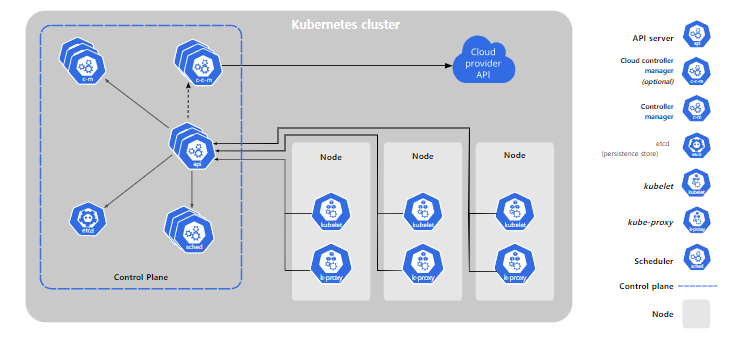 Kubernetes cluster
c-m
c-c-m
Cloud
provider
API
api
Node
Node
Node
etcd
sched
kubelet
kubelet
kubelet
k-proxy
k-proxy
k-proxy
Control Plane
API server
api
Cloud controller
manager
(optional)
c-c-m
Controller
manager
c-m
etcd
(persistence store)
etcd
kubelet
kubelet
kube-proxy
k-proxy
Scheduler
sched
Control plane
Node